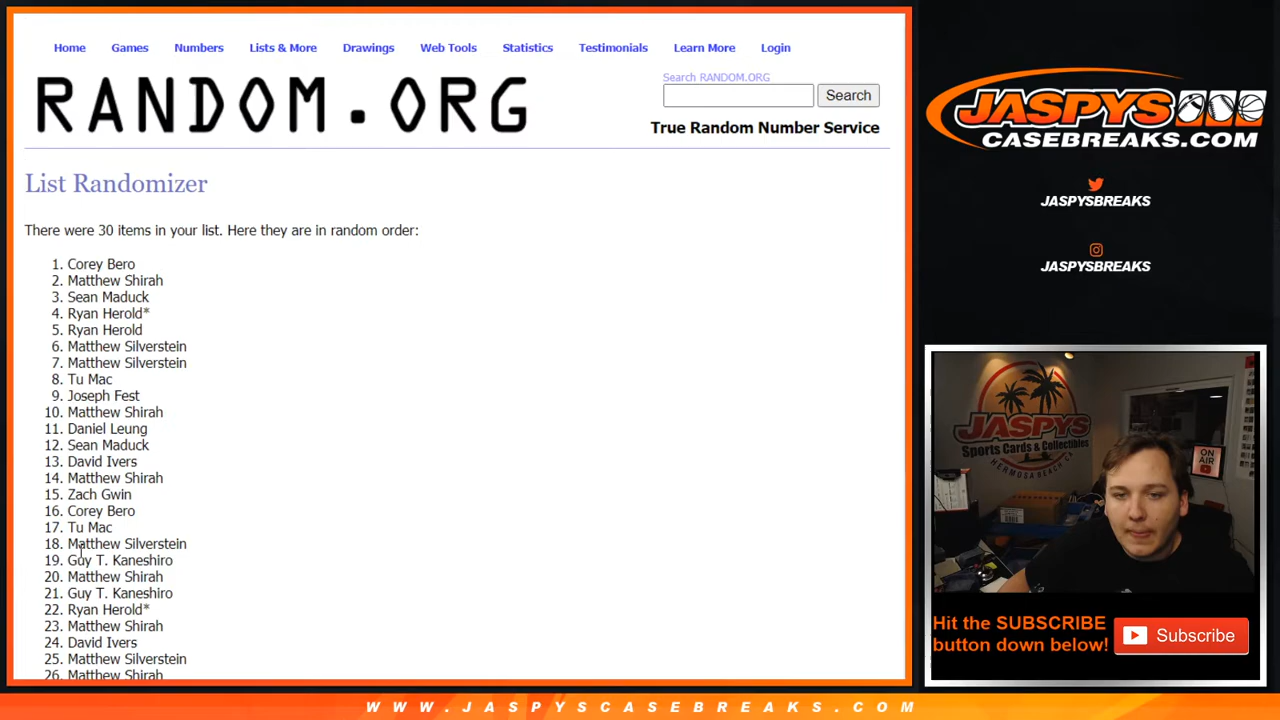 Home Games Numbers Lists & More Drawings Web Tools Statistics Testimonials Learn More Login
RANDOM.ORG
Search RANDOM.ORG
Search
True Random Number Service
List Randomizer
There were 30 items in your list. Here they are in random order:
1. Corey Bero
2. Matthew Shirah
3. Sean Maduck
4. Ryan Herold*
5. Ryan Herold
6. Matthew Silverstein
7. Matthew Silverstein
8. Tu Mac
9. Joseph Fest
10. Matthew Shirah
11. Daniel Leung
12. Sean Maduck
13. David Ivers
14. Matthew Shirah
15. Zach Gwin
16. Corey Bero
17. Tu Mac
18. Matthew Silverstein
19. Guy T. Kaneshiro
20. Matthew Shirah
21. Guy T. Kaneshiro
22. Ryan Herold*
23. Matthew Shirah
24. David Ivers
25. Matthew Silverstein
26. Matthew Shirah
JASPYS
CASEBREAKS.COM
JASPYSBREAKS
JASPYSBREAKS
JASPYS
Sports Cards & Collectibles
HERMOSA BEACH CA
ON AIR
Hit the SUBSCRIBE
button down below!
Subscribe
WWW.JASPYSCASEBREAKS.COM